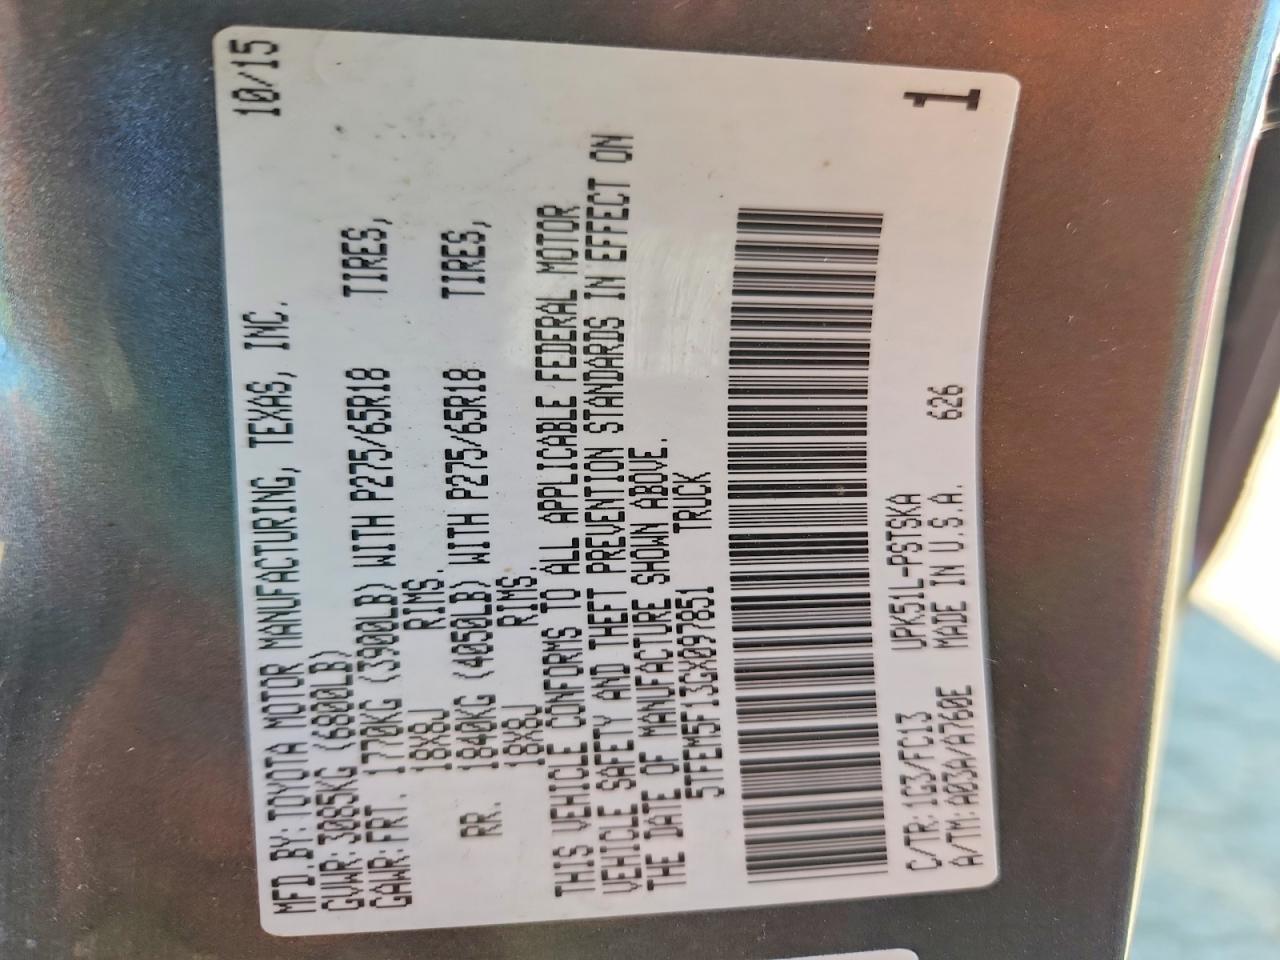 MFD.BY: TOYOTA MOTOR MANUFACTURING, TEXAS, INC. 10/15
GVWR: 3085KG (6800LB)
GAWR: FRT. 1770KG (3900LB) WITH P275/65R18 TIRES,
18X8J RIMS.
RR. 1840KG (4050LB) WITH P275/65R18 TIRES,
18X8J RIMS
THIS VEHICLE CONFORMS TO ALL APPLICABLE FEDERAL MOTOR
VEHICLE SAFETY AND THEFT PREVENTION STANDARDS IN EFFECT ON
THE DATE OF MANUFACTURE SHOWN ABOVE.
5TFEM5F13GX097851 TRUCK
C/TR: 1G3/FC13 UPK51L-PSTSKA
A/TM: A03A/A760E MADE IN U.S.A. 626
1